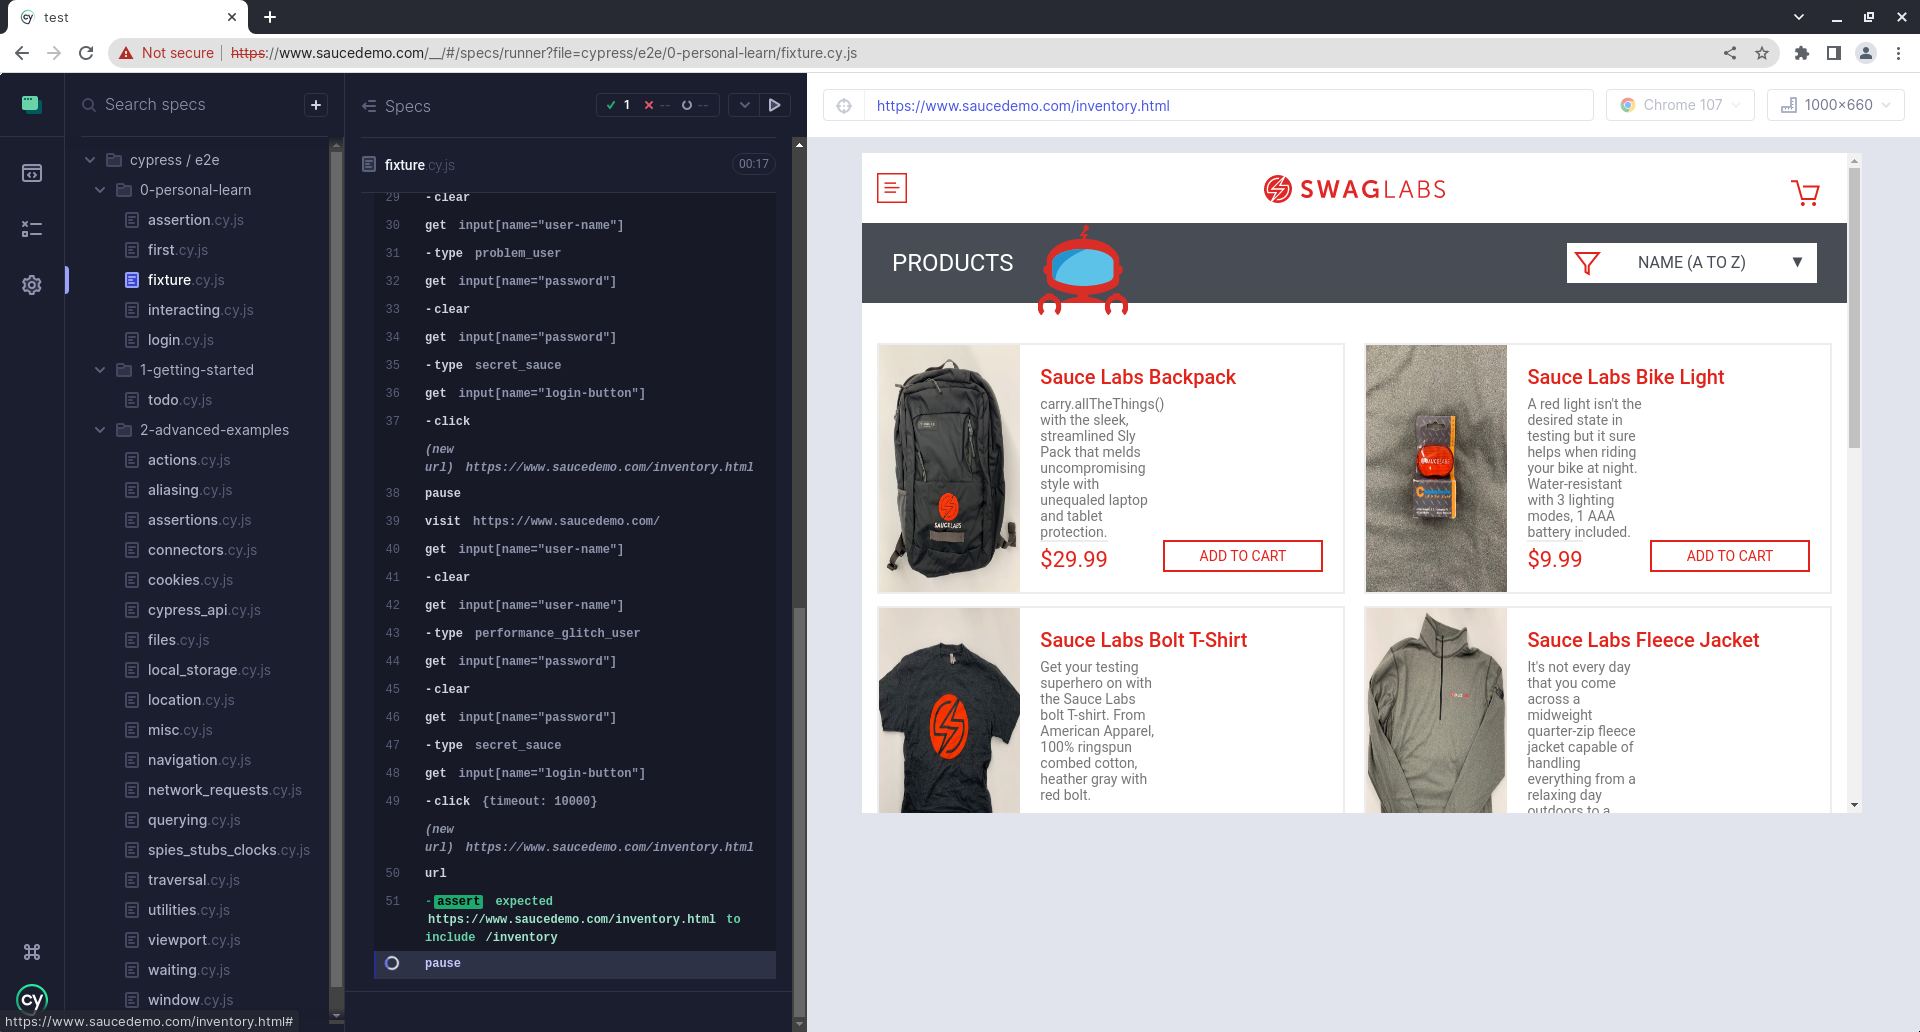 test
Not secure
https://www.saucedemo.com/__/#/specs/runner?file=cypress/e2e/0-personal-learn/fixture.cy.js
Search specs
cypress / e2e
0-personal-learn
assertion.cy.js
first.cy.js
fixture.cy.js
interacting.cy.js
login.cy.js
1-getting-started
todo.cy.js
2-advanced-examples
actions.cy.js
aliasing.cy.js
assertions.cy.js
connectors.cy.js
cookies.cy.js
cypress_api.cy.js
files.cy.js
local_storage.cy.js
location.cy.js
misc.cy.js
navigation.cy.js
network_requests.cy.js
querying.cy.js
spies_stubs_clocks.cy.js
traversal.cy.js
utilities.cy.js
viewport.cy.js
waiting.cy.js
window.cy.js
cy
https://www.saucedemo.com/inventory.html#
Specs
1 -- --
fixture.cy.js 00:17
29 -clear
30 get input[name="user-name"]
31 -type problem_user
32 get input[name="password"]
33 -clear
34 get input[name="password"]
35 -type secret_sauce
36 get input[name="login-button"]
37 -click
(new
url) https://www.saucedemo.com/inventory.html
38 pause
39 visit https://www.saucedemo.com/
40 get input[name="user-name"]
41 -clear
42 get input[name="user-name"]
43 -type performance_glitch_user
44 get input[name="password"]
45 -clear
46 get input[name="password"]
47 -type secret_sauce
48 get input[name="login-button"]
49 -click {timeout: 10000}
(new
url) https://www.saucedemo.com/inventory.html
50 url
51 -assert expected
https://www.saucedemo.com/inventory.html to
include /inventory
pause
https://www.saucedemo.com/inventory.html
Chrome 107
1000×660
SWAGLABS
PRODUCTS
NAME (A TO Z)
Sauce Labs Backpack
carry.allTheThings()
with the sleek,
streamlined Sly
Pack that melds
uncompromising
style with
unequaled laptop
and tablet
protection.
$29.99
ADD TO CART
SAUCELABS
Sauce Labs Bike Light
A red light isn't the
desired state in
testing but it sure
helps when riding
your bike at night.
Water-resistant
with 3 lighting
modes, 1 AAA
battery included.
$9.99
ADD TO CART
Sauce Labs Bolt T-Shirt
Get your testing
superhero on with
the Sauce Labs
bolt T-shirt. From
American Apparel,
100% ringspun
combed cotton,
heather gray with
red bolt.
Sauce Labs Fleece Jacket
It's not every day
that you come
across a
midweight
quarter-zip fleece
jacket capable of
handling
everything from a
relaxing day
outdoors to a